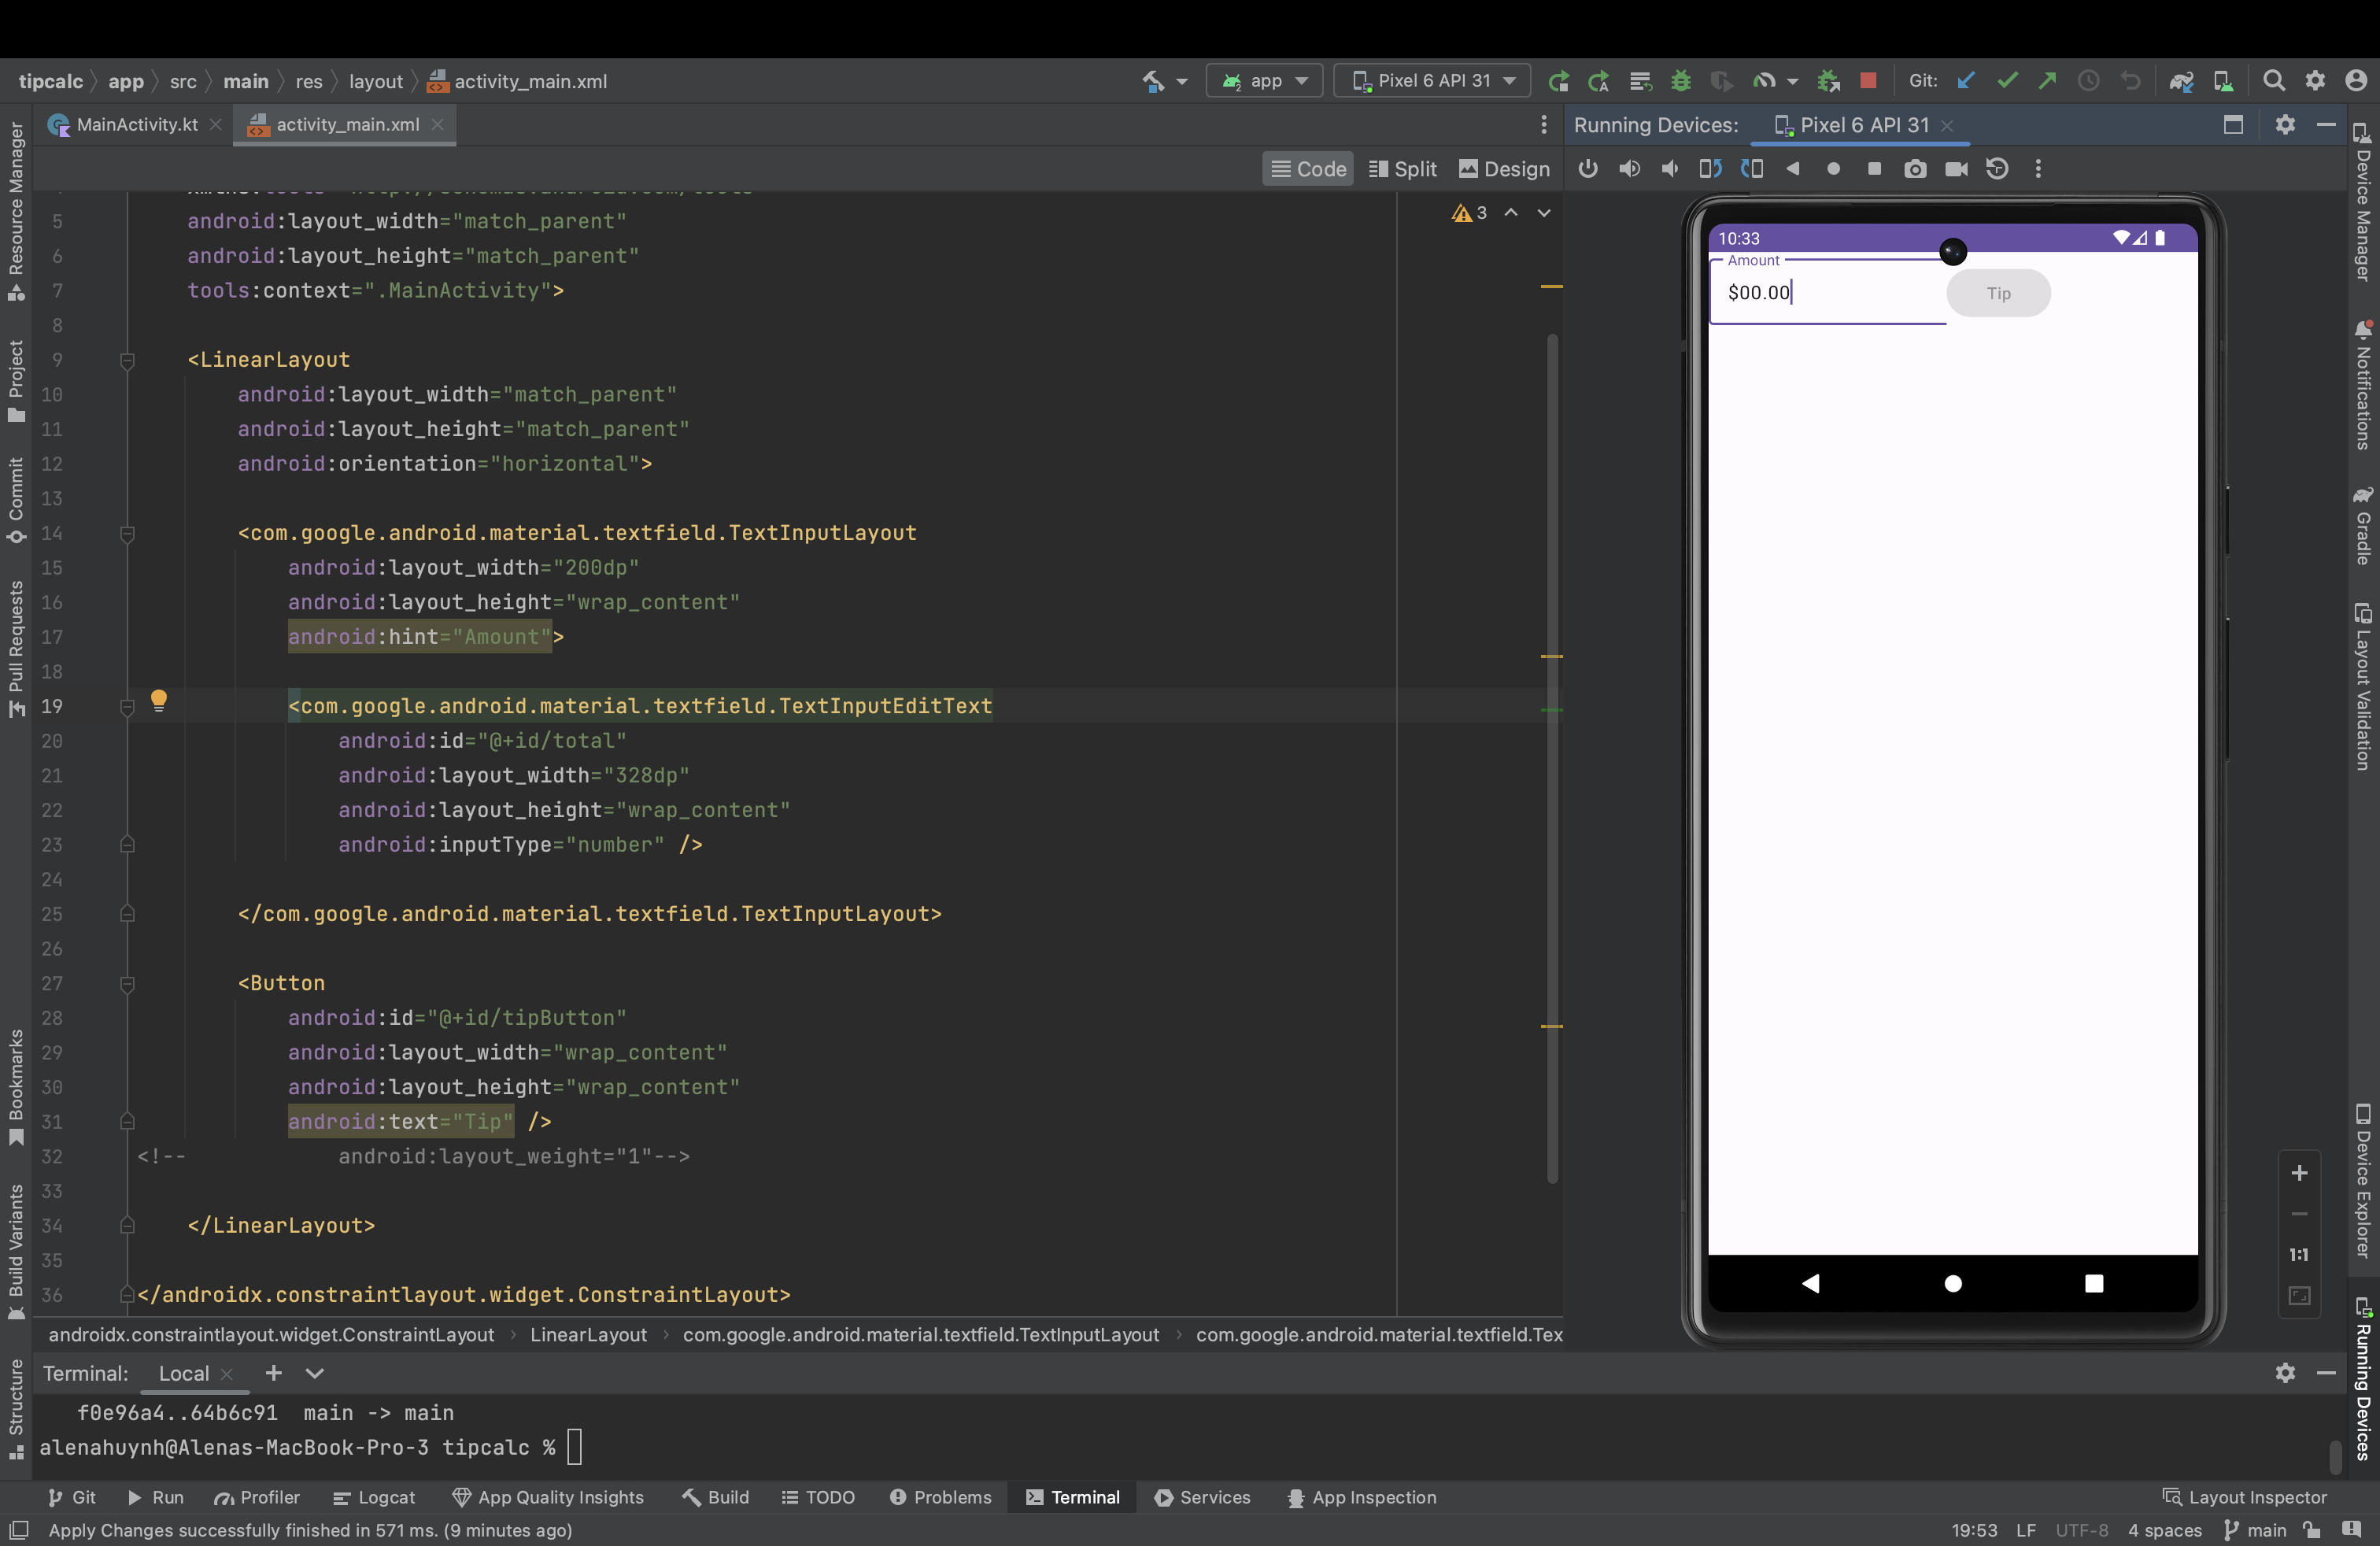 tipcalc app src main res layout activity_main.xml app Pixel 6 API 31 Git:
MainActivity.kt activity_main.xml Running Devices: Pixel 6 API 31
Code Split Design
3
5 android:layout_width="match_parent"
6 android:layout_height="match_parent"
7 tools:context=".MainActivity">
8
9 <LinearLayout
10 android:layout_width="match_parent"
11 android:layout_height="match_parent"
12 android:orientation="horizontal">
13
14 <com.google.android.material.textfield.TextInputLayout
15 android:layout_width="200dp"
16 android:layout_height="wrap_content"
17 android:hint="Amount">
18
19 <com.google.android.material.textfield.TextInputEditText
20 android:id="@+id/total"
21 android:layout_width="328dp"
22 android:layout_height="wrap_content"
23 android:inputType="number" />
24
25 </com.google.android.material.textfield.TextInputLayout>
26
27 <Button
28 android:id="@+id/tipButton"
29 android:layout_width="wrap_content"
30 android:layout_height="wrap_content"
31 android:text="Tip" />
32 <!-- android:layout_weight="1"-->
33
34 </LinearLayout>
35
36 </androidx.constraintlayout.widget.ConstraintLayout>
androidx.constraintlayout.widget.ConstraintLayout LinearLayout com.google.android.material.textfield.TextInputLayout com.google.android.material.textfield.Tex
10:33
Amount
$00.00
Tip
1:1
Resource Manager
Project
Commit
Pull Requests
Bookmarks
Build Variants
Structure
Device Manager
Notifications
Gradle
Layout Validation
Device Explorer
Running Devices
Terminal: Local
f0e96a4..64b6c91 main -> main
alenahuynh@Alenas-MacBook-Pro-3 tipcalc %
Git Run Profiler Logcat App Quality Insights Build TODO Problems Terminal Services App Inspection Layout Inspector
Apply Changes successfully finished in 571 ms. (9 minutes ago) 19:53 LF UTF-8 4 spaces main